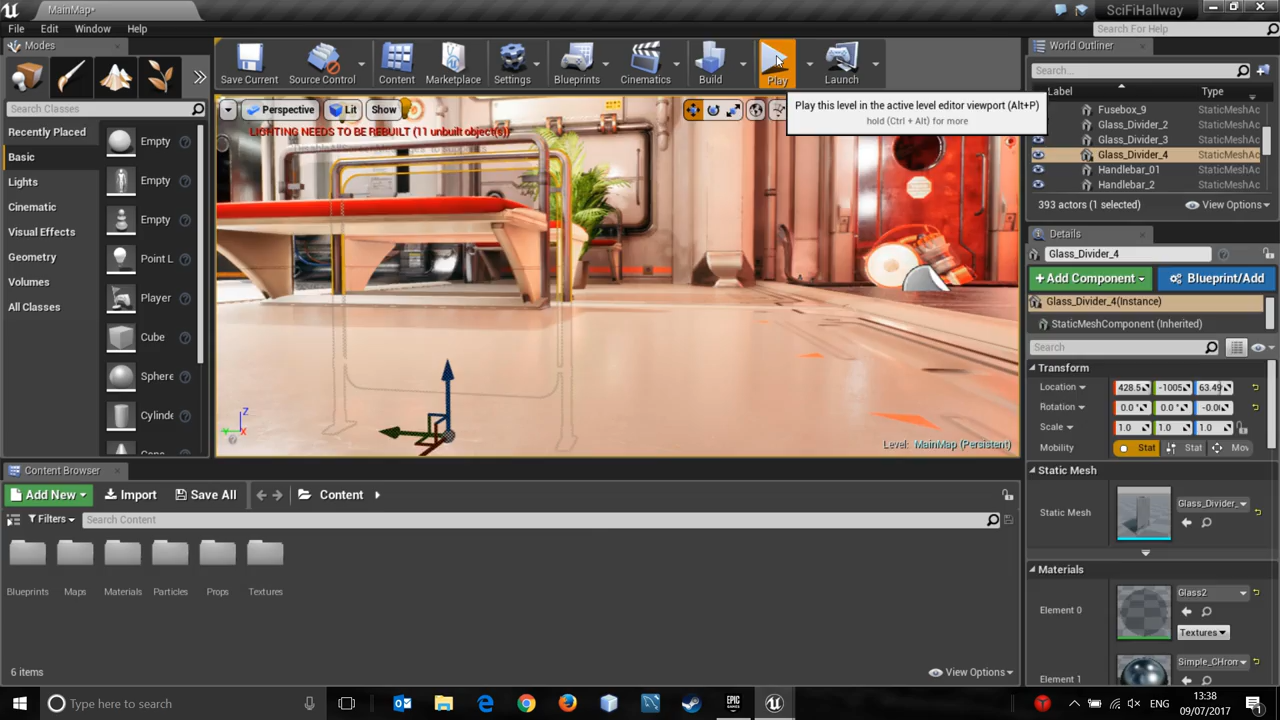 MainMap*
SciFiHallway
File Edit Window Help
Search For Help
Modes
Search Classes
Recently Placed
Basic
Lights
Cinematic
Visual Effects
Geometry
Volumes
All Classes
Empty
Empty
Empty
Point L
Player
Cube
Sphere
Cylinde
Save Current
Source Control
Content
Marketplace
Settings
Blueprints
Cinematics
Build
Play
Launch
Play this level in the active level editor viewport (Alt+P)
hold (Ctrl + Alt) for more
Perspective
Lit
Show
LIGHTING NEEDS TO BE REBUILT (11 unbuilt object(s))
Z
Y
X
Level: MainMap (Persistent)
World Outliner
Search...
Label Type
Fusebox_9 StaticMeshAc
Glass_Divider_2 StaticMeshAc
Glass_Divider_3 StaticMeshAc
Glass_Divider_4 StaticMeshAc
Handlebar_01 StaticMeshAc
Handlebar_2 StaticMeshAc
393 actors (1 selected)
View Options
Details
Glass_Divider_4
+Add Component
Blueprint/Add
Glass_Divider_4(Instance)
StaticMeshComponent (Inherited)
Search
Transform
Location 428.5 -1005 63.49
Rotation 0.0 ° 0.0 ° -0.0
Scale 1.0 1.0 1.0
Mobility Stat Stat Mov
Static Mesh
Static Mesh
Glass_Divider_
Materials
Element 0
Glass2
Textures
Element 1
Simple_CHrom
Content Browser
Add New
Import
Save All
Content
Filters
Search Content
Blueprints
Maps
Materials
Particles
Props
Textures
6 items
View Options
Type here to search
EPIC GAMES
ENG
13:38
09/07/2017
1